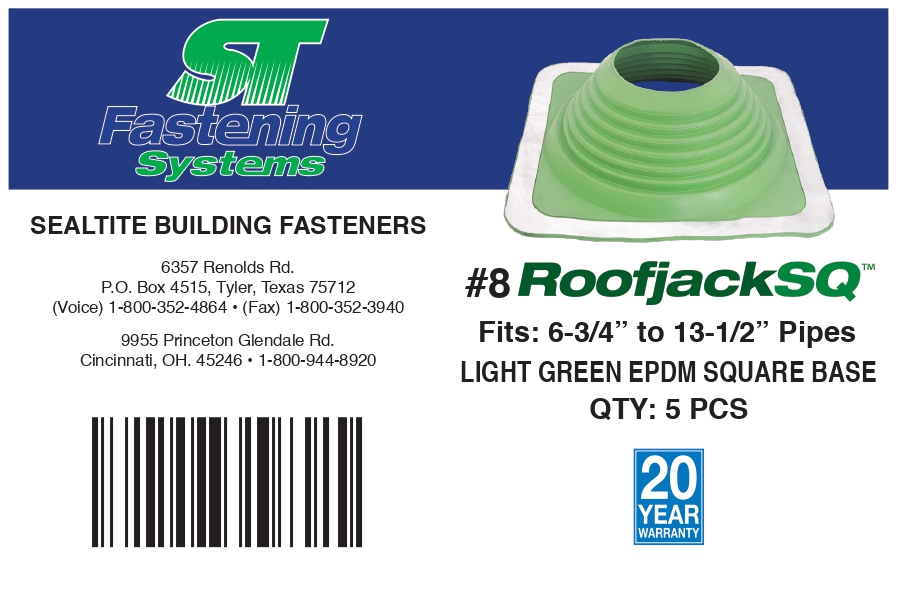 ST
Fastening
Systems
SEALTITE BUILDING FASTENERS
6357 Renolds Rd.
P.O. Box 4515, Tyler, Texas 75712
(Voice) 1-800-352-4864 • (Fax) 1-800-352-3940
9955 Princeton Glendale Rd.
Cincinnati, OH. 45246 • 1-800-944-8920
#8 RoofjackSQ™
Fits: 6-3/4” to 13-1/2” Pipes
LIGHT GREEN EPDM SQUARE BASE
QTY: 5 PCS
20
YEAR
WARRANTY